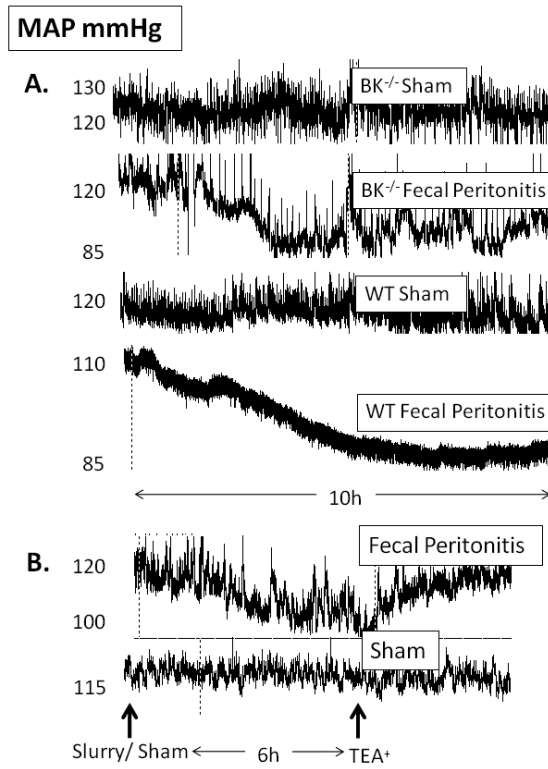 MAP mmHg
A.
130
120
BK-/- Sham
120
85
BK-/- Fecal Peritonitis
120
WT Sham
110
85
WT Fecal Peritonitis
10h
B.
120
100
Fecal Peritonitis
115
Sham
Slurry/ Sham
6h
TEA+